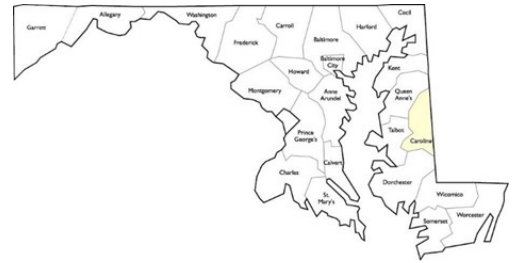 Garrett
Allegany
Washington
Frederick
Carroll
Baltimore
Harford
Cecil
Baltimore
City
Howard
Montgomery
Anne
Arundel
Kent
Queen
Anne's
Prince
George's
Talbot
Caroline
Calvert
Charles
St.
Mary's
Dorchester
Wicomico
Somerset
Worcester